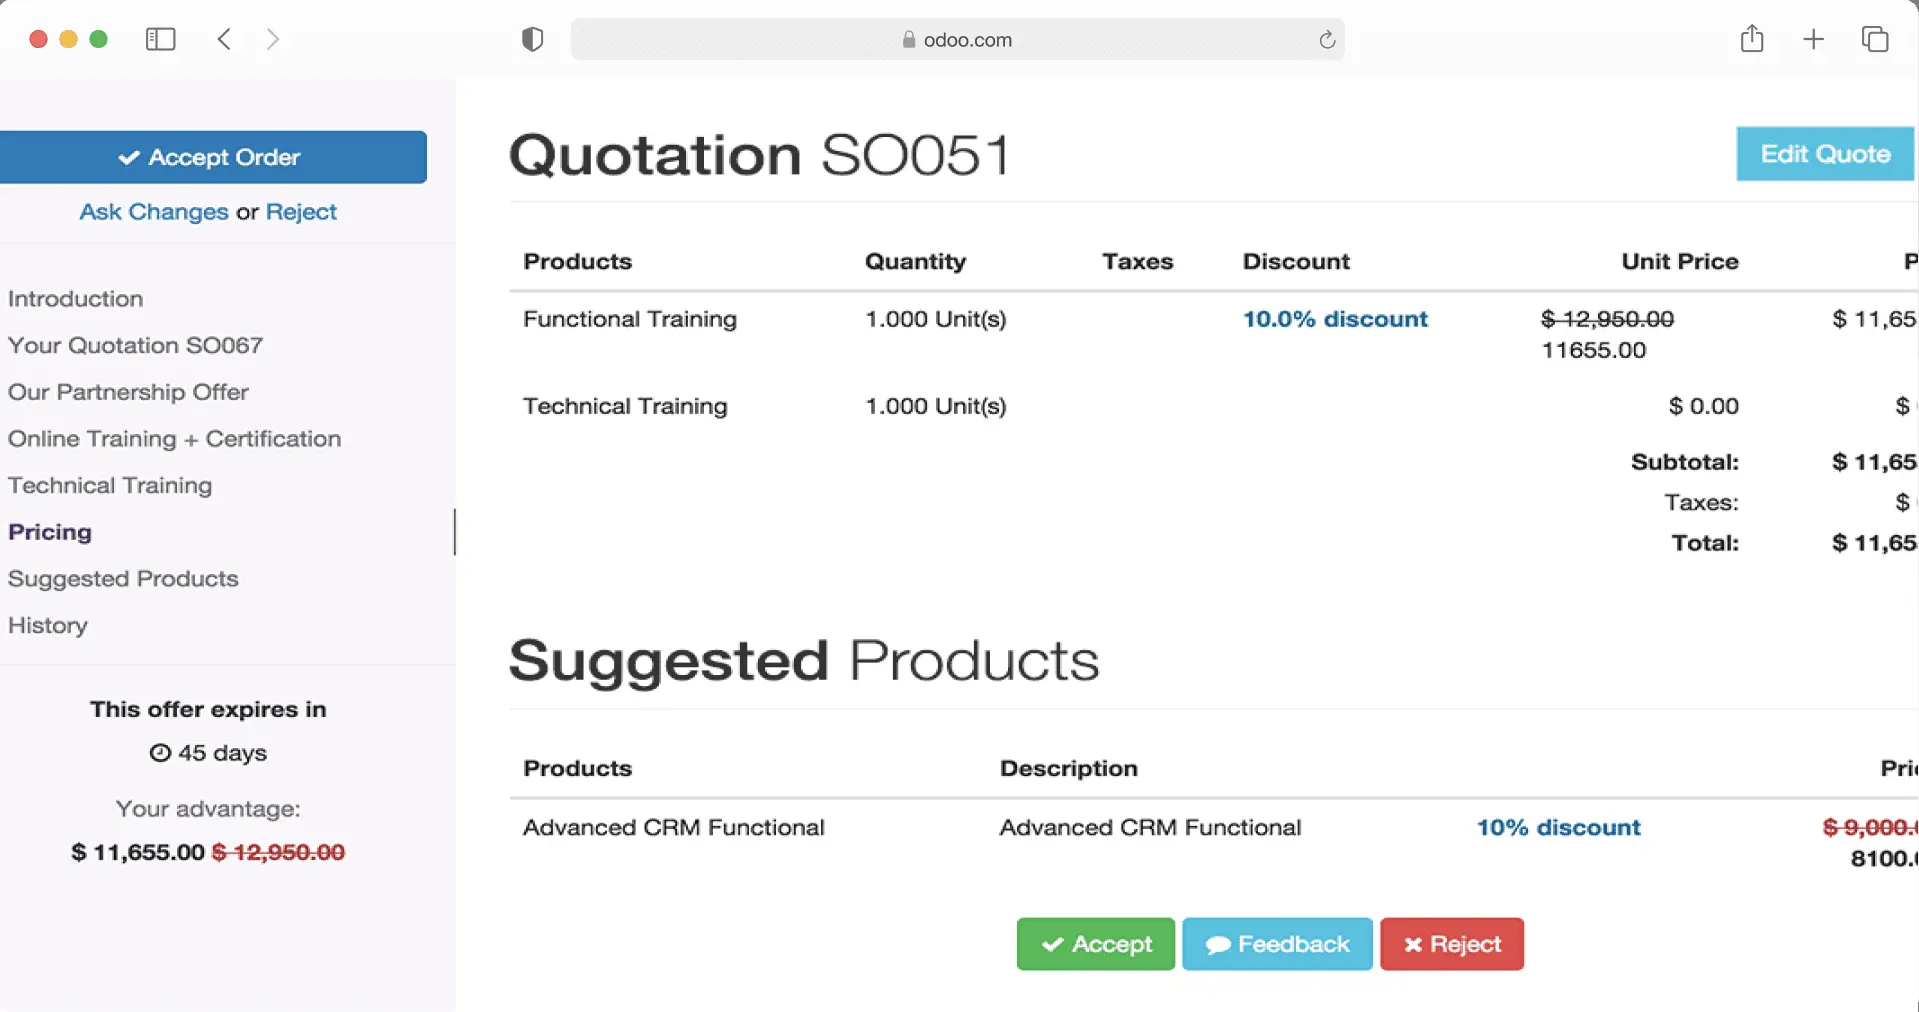 odoo.com
Accept Order
Ask Changes or Reject
Introduction
Your Quotation SO067
Our Partnership Offer
Online Training + Certification
Technical Training
Pricing
Suggested Products
History
This offer expires in
45 days
Your advantage:
$ 11,655.00 $ 12,950.00
Quotation SO051
Edit Quote
Products Quantity Taxes Discount Unit Price
Functional Training 1.000 Unit(s) 10.0% discount $ 12,950.00 $ 11,65
11655.00
Technical Training 1.000 Unit(s) $ 0.00 $
Subtotal: $ 11,65
Taxes: $
Total: $ 11,65
Suggested Products
Products Description
Advanced CRM Functional Advanced CRM Functional 10% discount $ 9,000.
8100.
Accept Feedback Reject